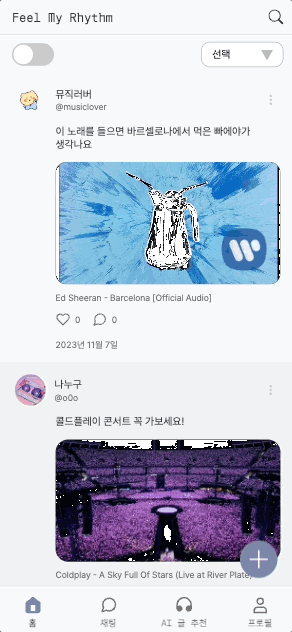 Feel My Rhythm
선택
뮤직러버
@musiclover
이 노래를 들으면 바르셀로나에서 먹은 빠에야가
생각나요
Ed Sheeran - Barcelona [Official Audio]
0 0
2023년 11월 7일
나누구
@o0o
콜드플레이 콘서트 꼭 가보세요!
Coldplay - A Sky Full Of Stars (Live at River Plate)
홈 채팅 AI 글 추천 프로필